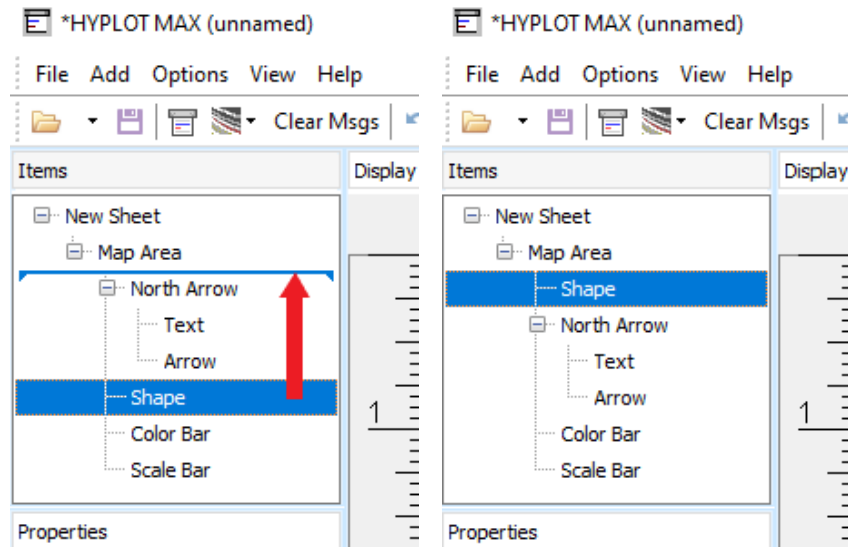 *HYPLOT MAX (unnamed)
File Add Options View Help
Clear Msgs
Items
Display
New Sheet
Map Area
North Arrow
Text
Arrow
Shape
Color Bar
Scale Bar
1
Properties
*HYPLOT MAX (unnamed)
File Add Options View Help
Clear Msgs
Items
Display
New Sheet
Map Area
Shape
North Arrow
Text
Arrow
Color Bar
Scale Bar
1
Properties